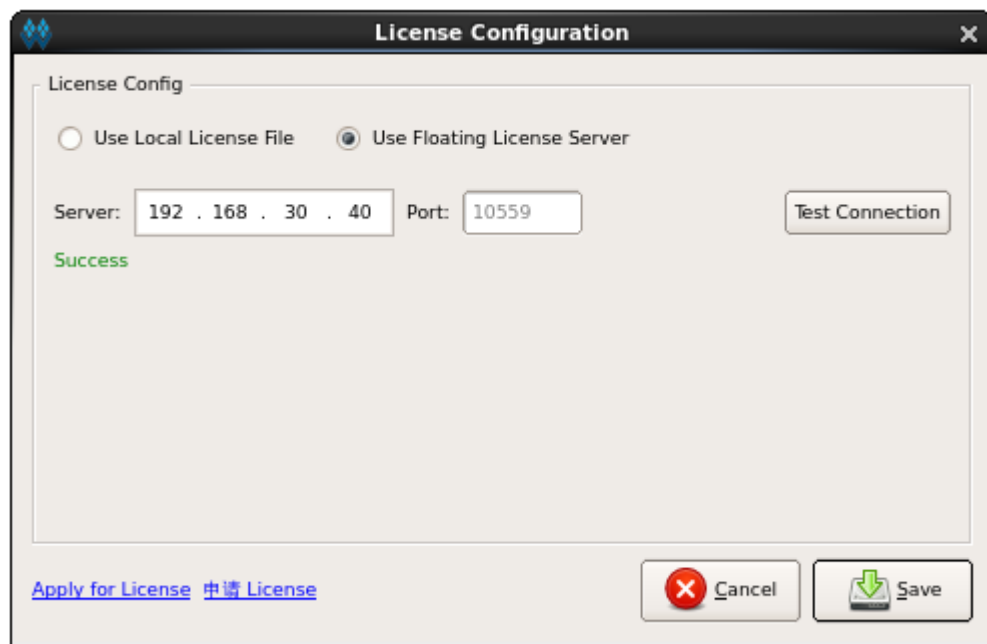 License Configuration
License Config
Use Local License File Use Floating License Server
Server: 192 . 168 . 30 . 40 Port: 10559 Test Connection
Success
Apply for License 申请 License Cancel Save